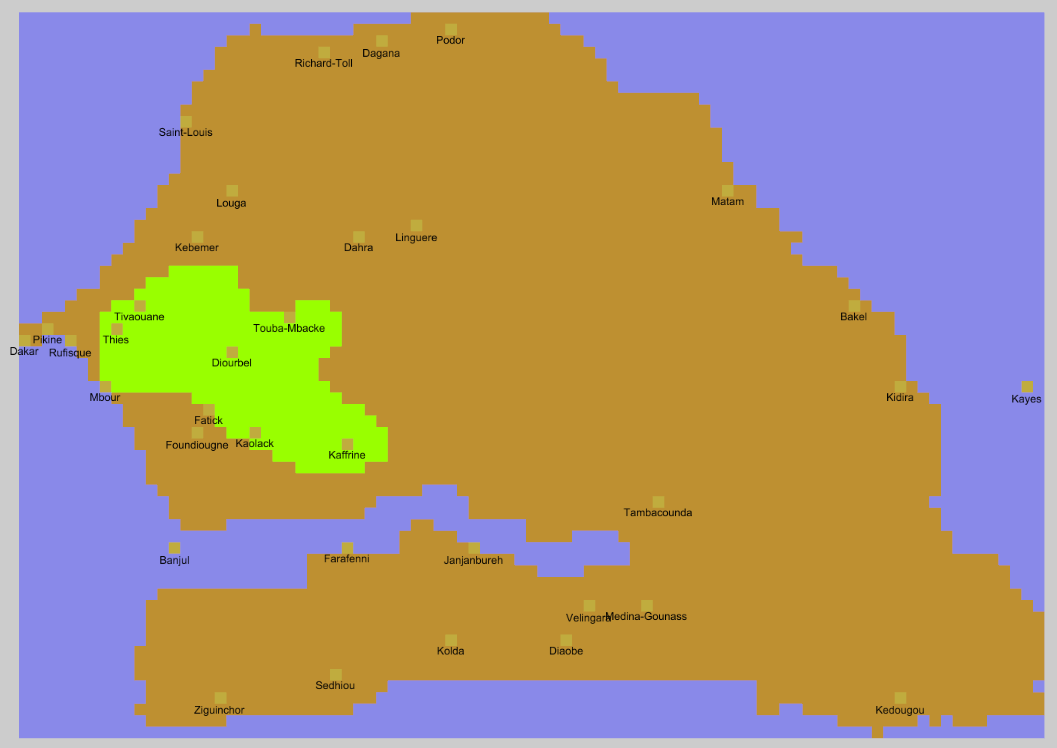 Podor
Dagana
Richard-Toll
Saint-Louis
Louga
Matam
Linguere
Kebemer
Dahra
Tivaouane
Bakel
Touba-Mbacke
Pikine
Thies
Dakar
Rufisque
Diourbel
Mbour
Kidira
Kayes
Fatick
Foundiougne
Kaolack
Kaffrine
Tambacounda
Banjul
Farafenni
Janjanbureh
Velingara
Medina-Gounass
Kolda
Diaobe
Sedhiou
Ziguinchor
Kedougou